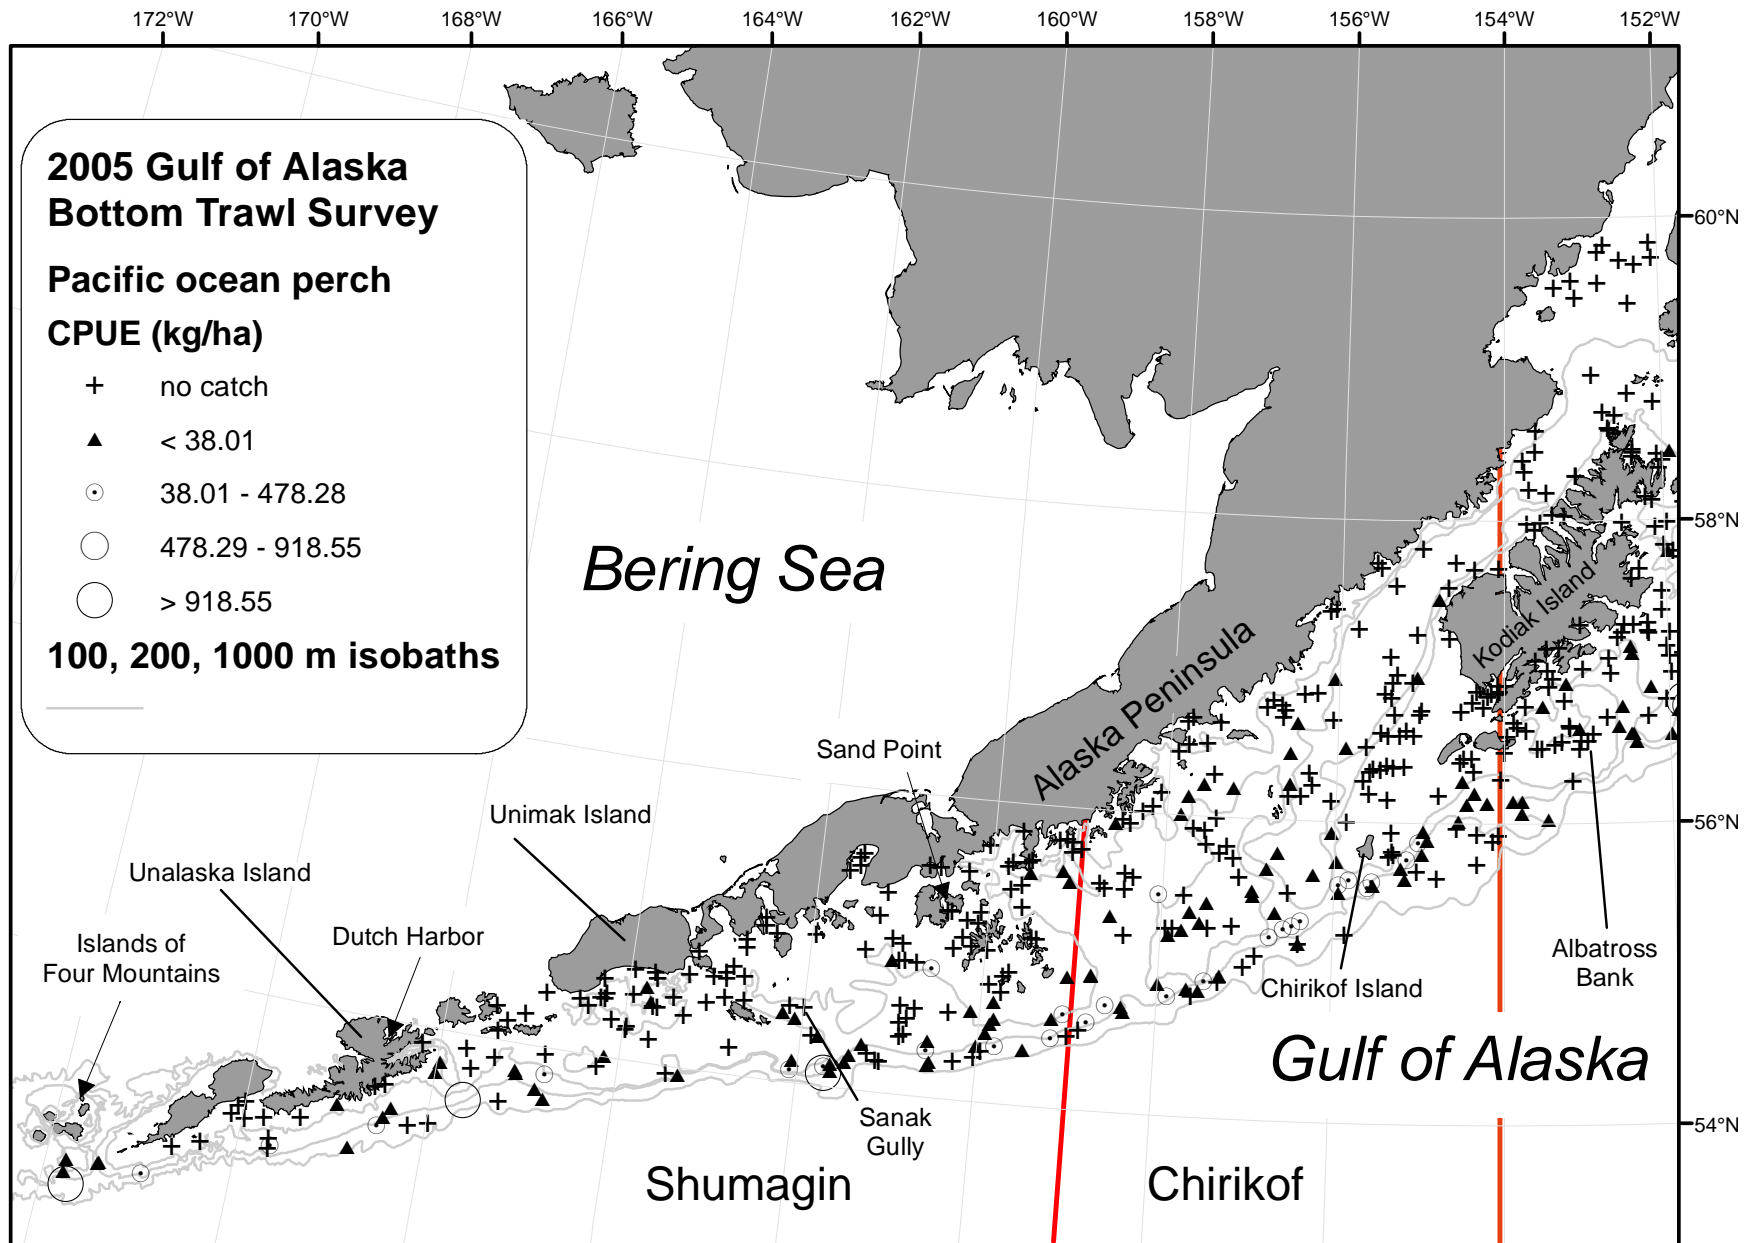 172°W 170°W 168°W 166°W 164°W 162°W 160°W 158°W 156°W 154°W 152°W
2005 Gulf of Alaska
Bottom Trawl Survey
Pacific ocean perch
CPUE (kg/ha)
no catch
< 38.01
38.01 - 478.28
478.29 - 918.55
> 918.55
100, 200, 1000 m isobaths
60°N
58°N
56°N
54°N
Bering Sea
Kodiak Island
Alaska Peninsula
Sand Point
Unimak Island
Unalaska Island
Dutch Harbor
Islands of
Four Mountains
Albatross
Bank
Chirikof Island
Gulf of Alaska
Sanak
Gully
Shumagin
Chirikof